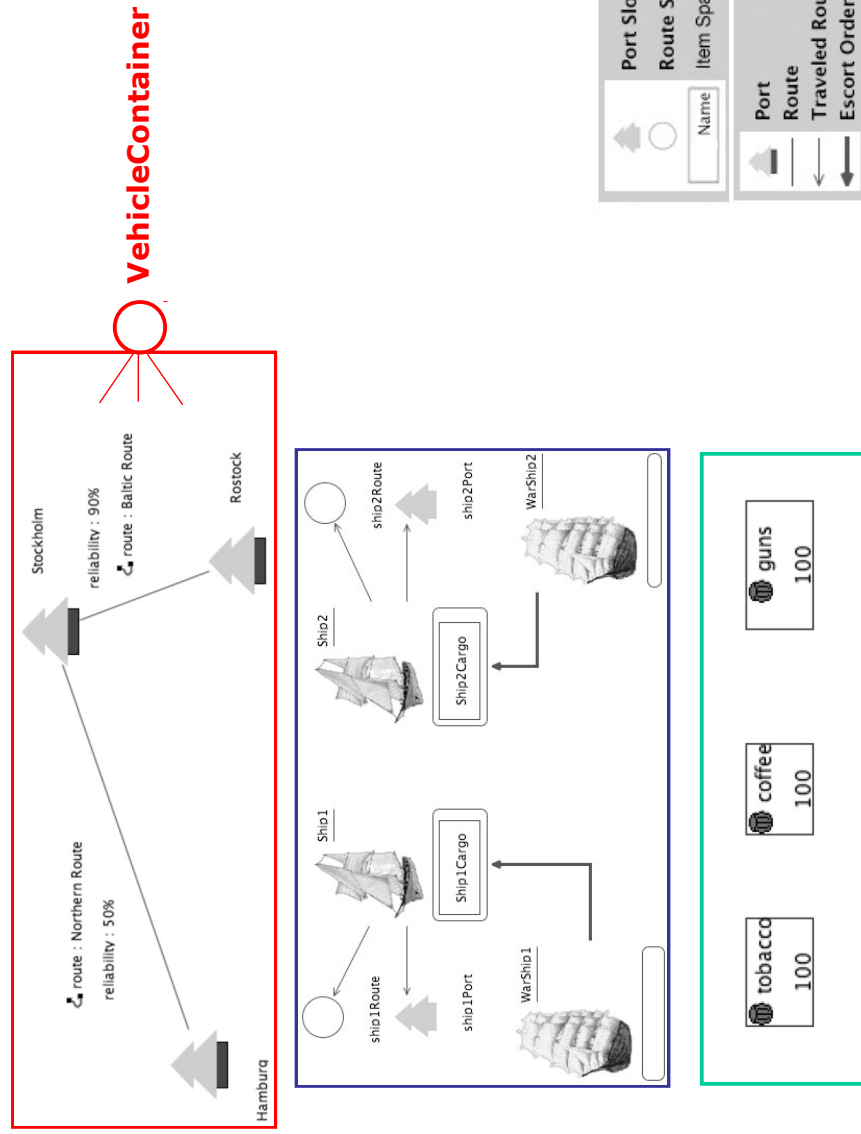 Stockholm
route : Northern Route
reliability : 90%
reliability : 50%
route : Baltic Route
VehicleContainer
Rostock
Hamburg
Ship1
Ship2
ship1Route
ship2Route
Ship1Cargo
Ship2Cargo
ship1Port
ship2Port
WarShip1
WarShip2
Port Slo
Route S
Name
Item Spa
Port
Route
Traveled Rou
Escort Order
tobacco
coffee
guns
100
100
100